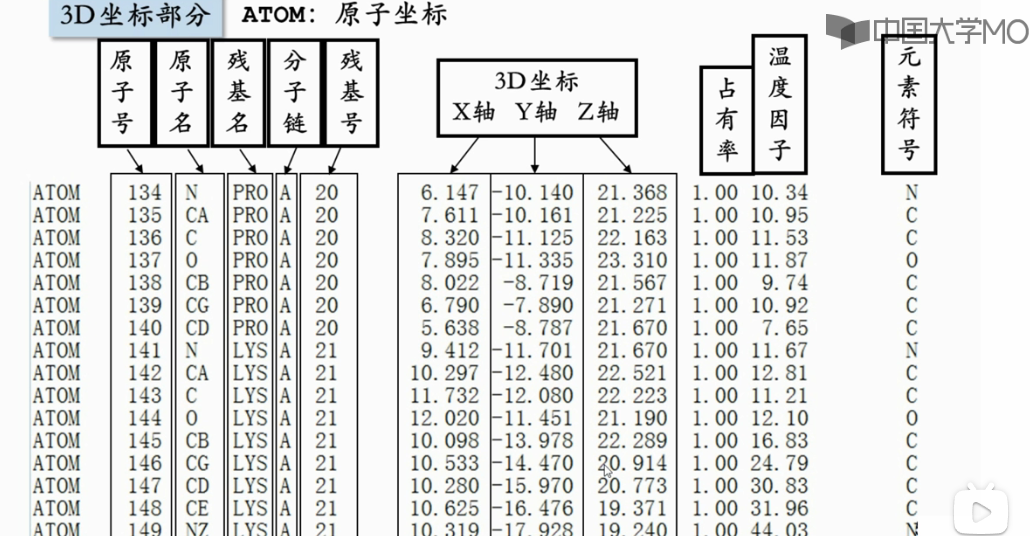 3D坐标部分 ATOM: 原子坐标
中国大学MO
原子号 原子名 残基名 分子链 残基号 3D坐标 占有率 温度因子 元素符号
X轴 Y轴 Z轴
ATOM 134 N PRO A 20 6.147 -10.140 21.368 1.00 10.34 N
ATOM 135 CA PRO A 20 7.611 -10.161 21.225 1.00 10.95 C
ATOM 136 C PRO A 20 8.320 -11.125 22.163 1.00 11.53 C
ATOM 137 O PRO A 20 7.895 -11.335 23.310 1.00 11.87 O
ATOM 138 CB PRO A 20 8.022 -8.719 21.567 1.00 9.74 C
ATOM 139 CG PRO A 20 6.790 -7.890 21.271 1.00 10.92 C
ATOM 140 CD PRO A 20 5.638 -8.787 21.670 1.00 7.65 C
ATOM 141 N LYS A 21 9.412 -11.701 21.670 1.00 11.67 N
ATOM 142 CA LYS A 21 10.297 -12.480 22.521 1.00 12.81 C
ATOM 143 C LYS A 21 11.732 -12.080 22.223 1.00 11.21 C
ATOM 144 O LYS A 21 12.020 -11.451 21.190 1.00 12.10 O
ATOM 145 CB LYS A 21 10.098 -13.978 22.289 1.00 16.83 C
ATOM 146 CG LYS A 21 10.533 -14.470 20.914 1.00 24.79 C
ATOM 147 CD LYS A 21 10.280 -15.970 20.773 1.00 30.83 C
ATOM 148 CE LYS A 21 10.625 -16.476 19.371 1.00 31.96 C
ATOM 149 NZ LYS A 21 10.319 -17.928 19.240 1.00 44.03 N